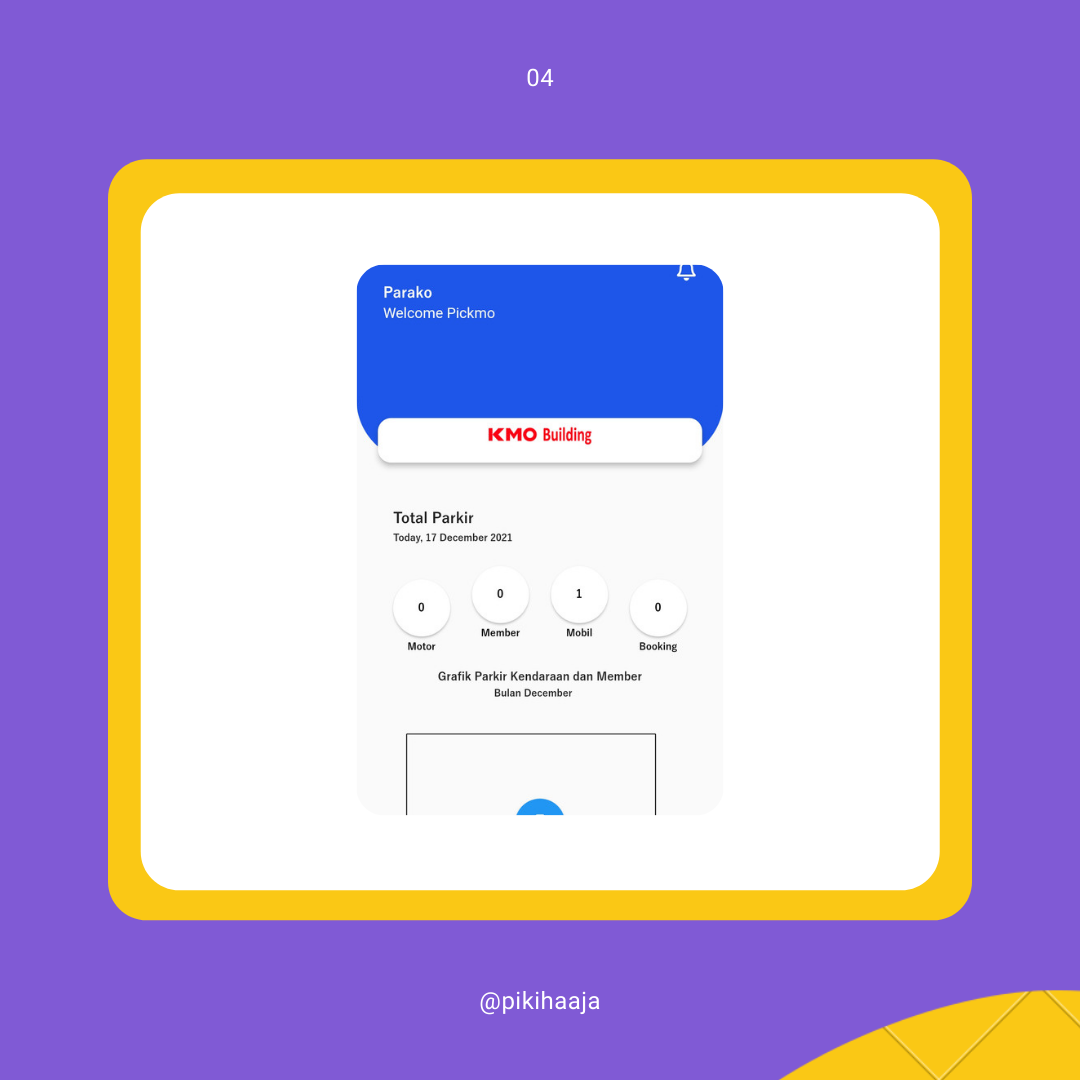 04
Parako
Welcome Pickmo
KMO Building
Total Parkir
Today, 17 December 2021
0
0
1
0
Member
Mobil
Motor
Booking
Grafik Parkir Kendaraan dan Member
Bulan December
@pikihaaja